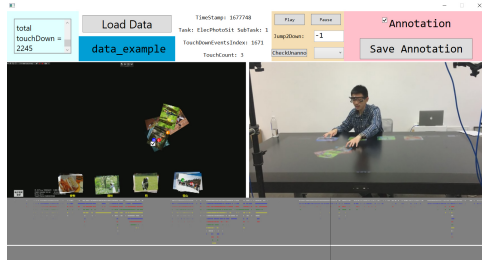 total
touchDown =
2245
Load Data
data_example
TimeStamp: 1677748
Task: ElecPhotoSit SubTask: 1
TouchDownEventsIndex: 1671
TouchCount: 3
Play
Pause
Jump2Down:
-1
CheckUnanno
Annotation
Save Annotation